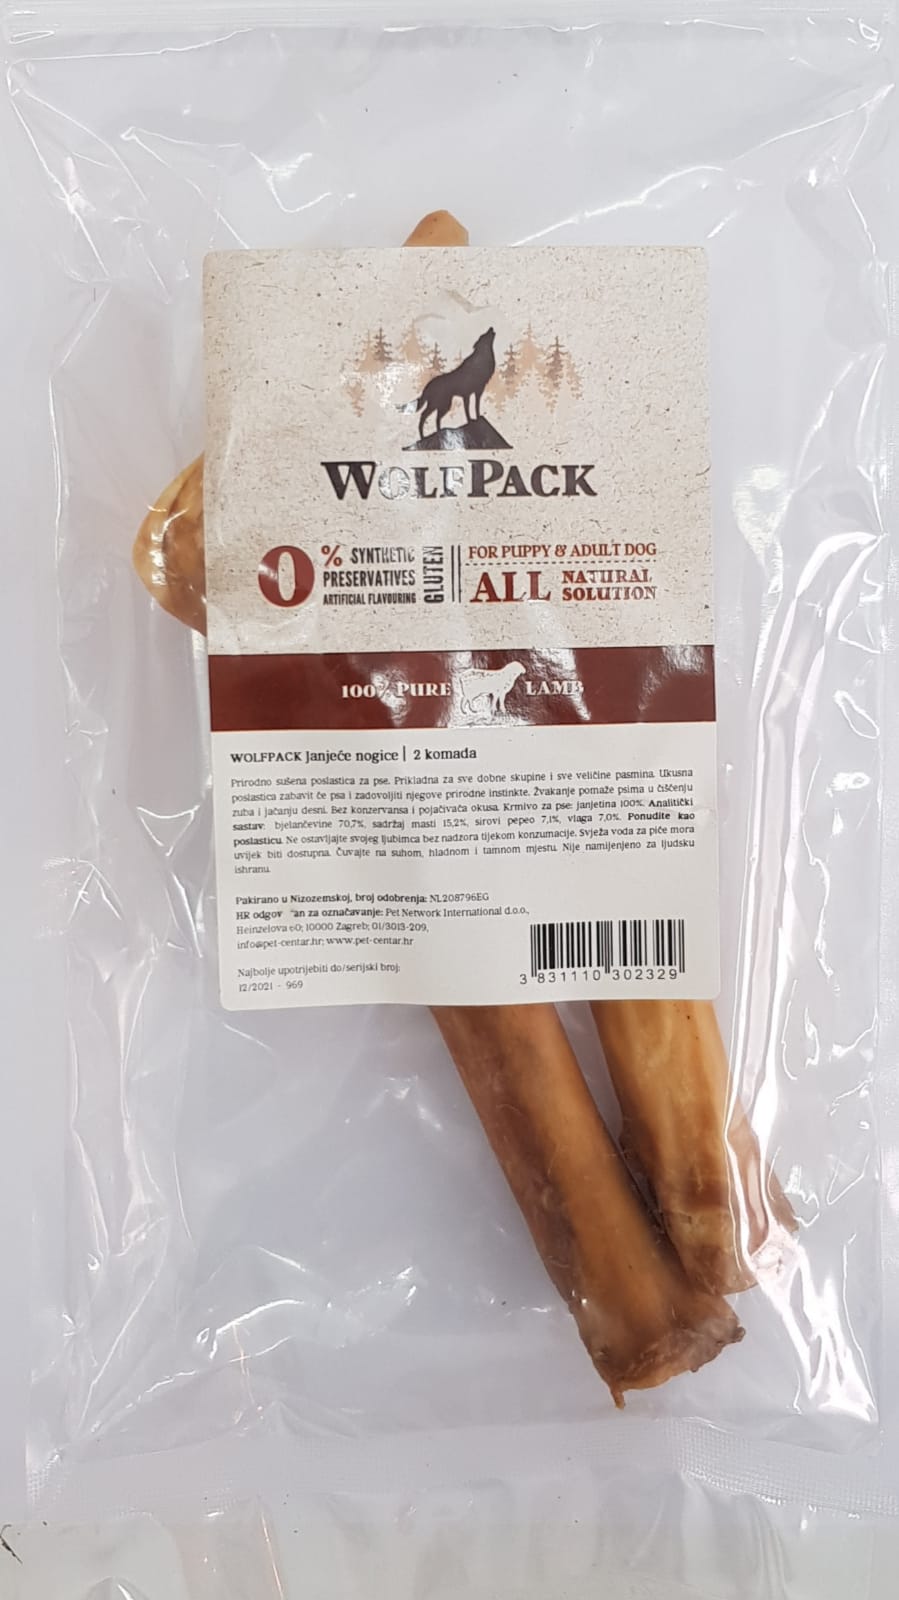 WOLFPACK
0% SYNTHETIC
PRESERVATIVES
ARTIFICIAL FLAVOURING
GLUTEN
FOR PUPPY & ADULT DOG
ALL NATURAL
SOLUTION
100% PURE LAMB
WOLFPACK Janjeće nogice | 2 komada
Prirodno sušena poslastica za pse. Prikladna za sve dobne skupine i sve veličine pasmina. Ukusna
poslastica zabavit će psa i zadovoljiti njegove prirodne instinkte. Žvakanje pomaže psima u čišćenju
zuba i jačanju desni. Bez konzervansa i pojačivača okusa. Krmivo za pse: janjetina 100%. Analitički
sastav: bjelančevine 70,7%, sadržaj masti 15,2%, sirovi pepeo 7,1%, vlaga 7,0%. Ponudite kao
poslasticu. Ne ostavljajte svojeg ljubimca bez nadzora tijekom konzumacije. Svježa voda za piće mora
uvijek biti dostupna. Čuvajte na suhom, hladnom i tamnom mjestu. Nije namijenjeno za ljudsku
ishranu.
Pakirano u Nizozemskoj, broj odobrenja: NL208796EG
HR za označavanje: Pet Network International d.o.o.,
Heinzelova 60; 10000 Zagreb; 01/3013-209,
info@pet-centar.hr; www.pet-centar.hr
Najbolje upotrijebiti do/serijski broj:
12/2021 - 969
3 831110 302329